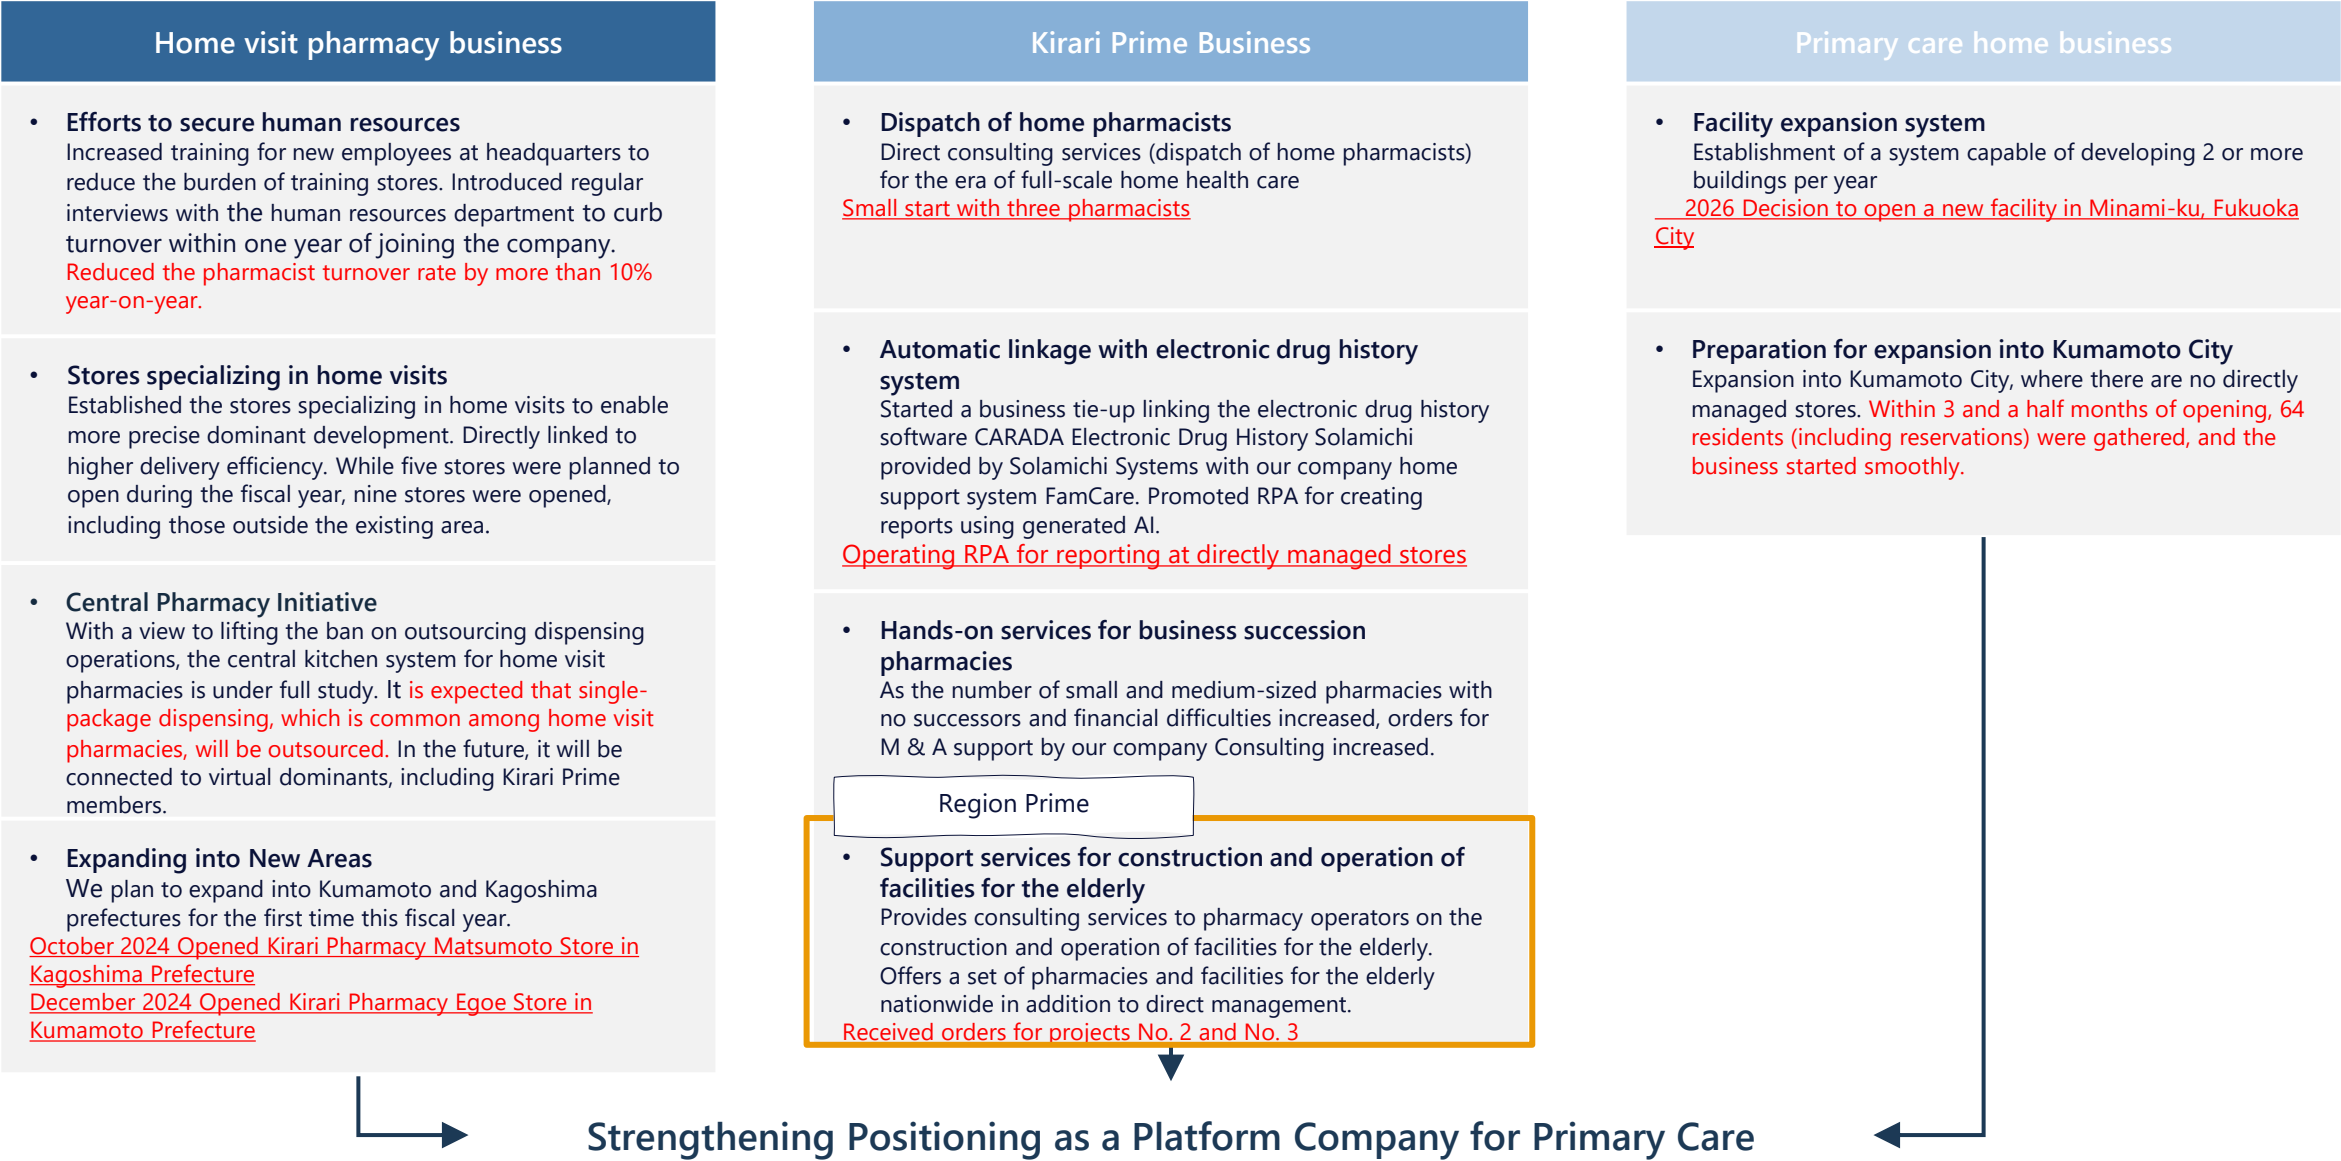 Home visit pharmacy business
• Efforts to secure human resources
Increased training for new employees at headquarters to
reduce the burden of training stores. Introduced regular
interviews with the human resources department to curb
turnover within one year of joining the company.
Reduced the pharmacist turnover rate by more than 10%
year-on-year.
• Stores specializing in home visits
Established the stores specializing in home visits to enable
more precise dominant development. Directly linked to
higher delivery efficiency. While five stores were planned to
open during the fiscal year, nine stores were opened,
including those outside the existing area.
• Central Pharmacy Initiative
With a view to lifting the ban on outsourcing dispensing
operations, the central kitchen system for home visit
pharmacies is under full study. It is expected that single-
package dispensing, which is common among home visit
pharmacies, will be outsourced. In the future, it will be
connected to virtual dominants, including Kirari Prime
members.
• Expanding into New Areas
We plan to expand into Kumamoto and Kagoshima
prefectures for the first time this fiscal year.
October 2024 Opened Kirari Pharmacy Matsumoto Store in
Kagoshima Prefecture
December 2024 Opened Kirari Pharmacy Egoe Store in
Kumamoto Prefecture
Kirari Prime Business
• Dispatch of home pharmacists
Direct consulting services (dispatch of home pharmacists)
for the era of full-scale home health care
Small start with three pharmacists
• Automatic linkage with electronic drug history
system
Started a business tie-up linking the electronic drug history
software CARADA Electronic Drug History Solamichi
provided by Solamichi Systems with our company home
support system FamCare. Promoted RPA for creating
reports using generated AI.
Operating RPA for reporting at directly managed stores
• Hands-on services for business succession
pharmacies
As the number of small and medium-sized pharmacies with
no successors and financial difficulties increased, orders for
M & A support by our company Consulting increased.
Region Prime
• Support services for construction and operation of
facilities for the elderly
Provides consulting services to pharmacy operators on the
construction and operation of facilities for the elderly.
Offers a set of pharmacies and facilities for the elderly
nationwide in addition to direct management.
Received orders for projects No. 2 and No. 3
Primary care home business
• Facility expansion system
Establishment of a system capable of developing 2 or more
buildings per year
2026 Decision to open a new facility in Minami-ku, Fukuoka
City
• Preparation for expansion into Kumamoto City
Expansion into Kumamoto City, where there are no directly
managed stores. Within 3 and a half months of opening, 64
residents (including reservations) were gathered, and the
business started smoothly.
Strengthening Positioning as a Platform Company for Primary Care